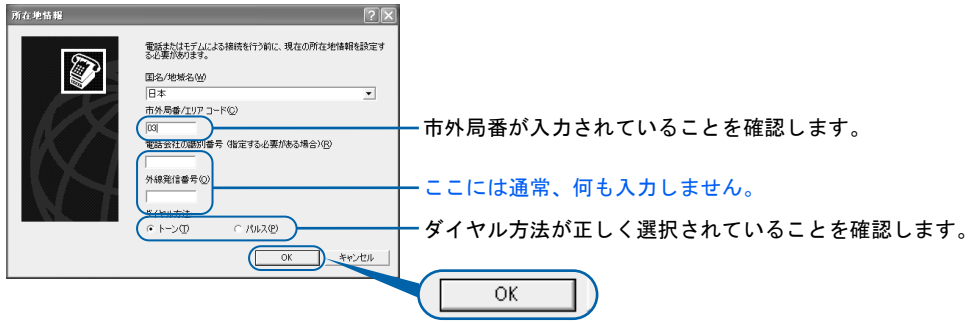 所在地情報
電話またはモデムによる接続を行う前に、現在の所在地情報を設定す
る必要があります。
国名/地域名(W)
日本
市外局番/エリア コード(C)
03
市外局番が入力されていることを確認します。
電話会社の識別番号 (指定する必要がある場合)(R)
外線発信番号(O)
ここには通常、何も入力しません。
ダイヤル方法
トーン(T)
パルス(P)
ダイヤル方法が正しく選択されていることを確認します。
OK
キャンセル
OK